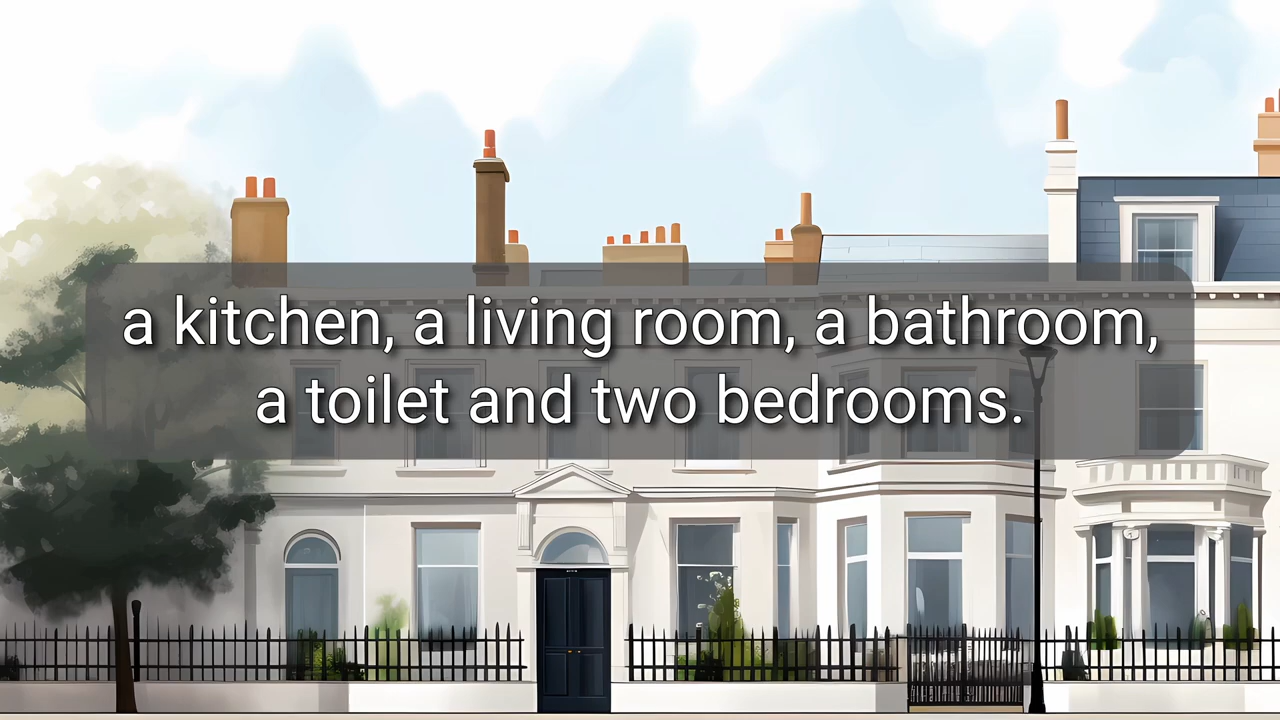 a kitchen, a living room, a bathroom,
a toilet and two bedrooms.